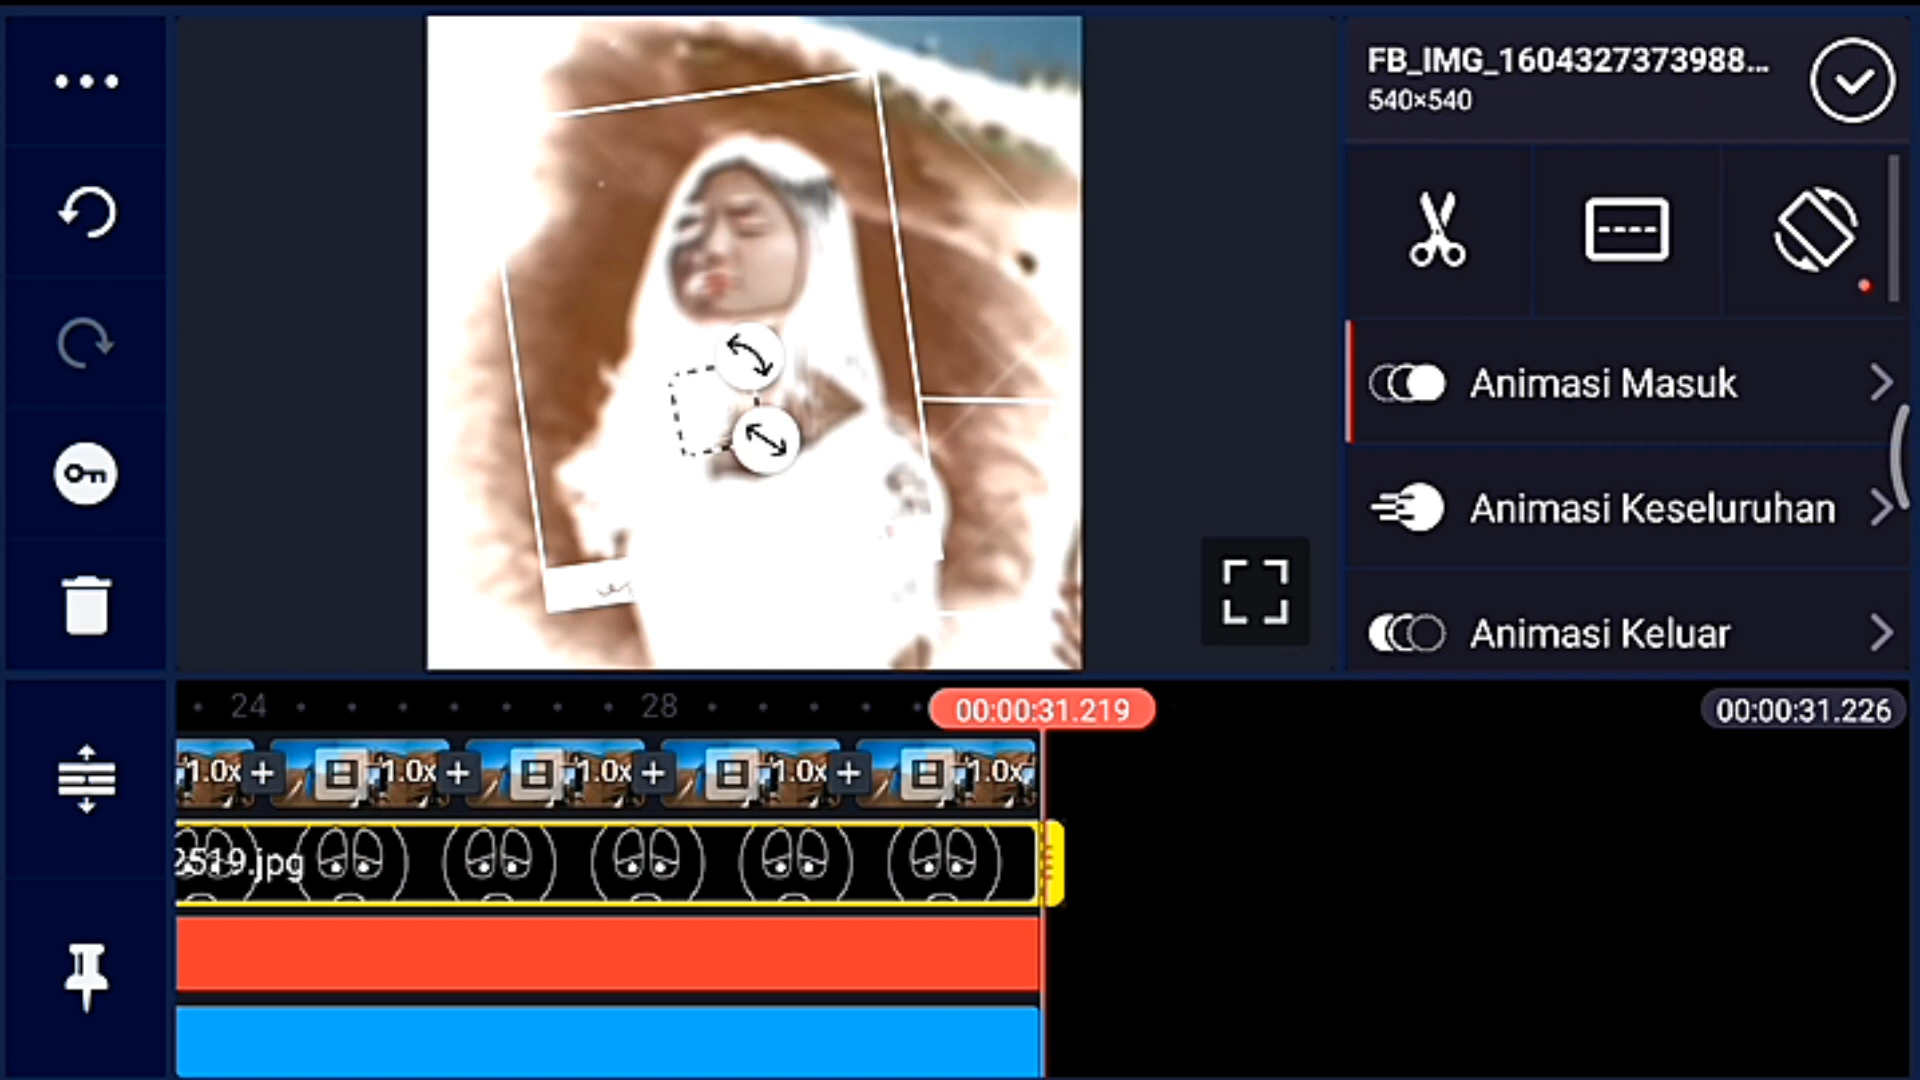 FB_IMG_1604327373988...
540×540
Animasi Masuk
Animasi Keseluruhan
Animasi Keluar
24
28
00:00:31.219
00:00:31.226
1.0x
1.0x
1.0x
1.0x
1.0x
2519.jpg